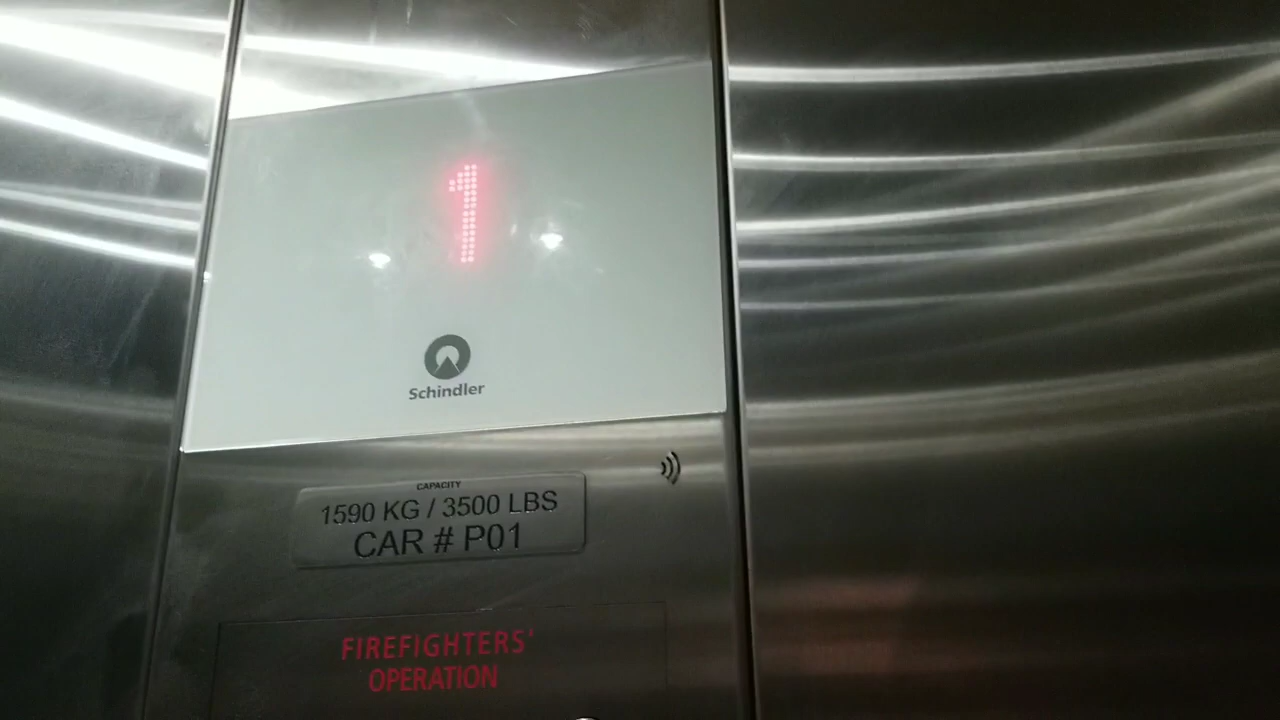 1
Schindler
CAPACITY
1590 KG / 3500 LBS
CAR # P01
FIREFIGHTERS'
OPERATION